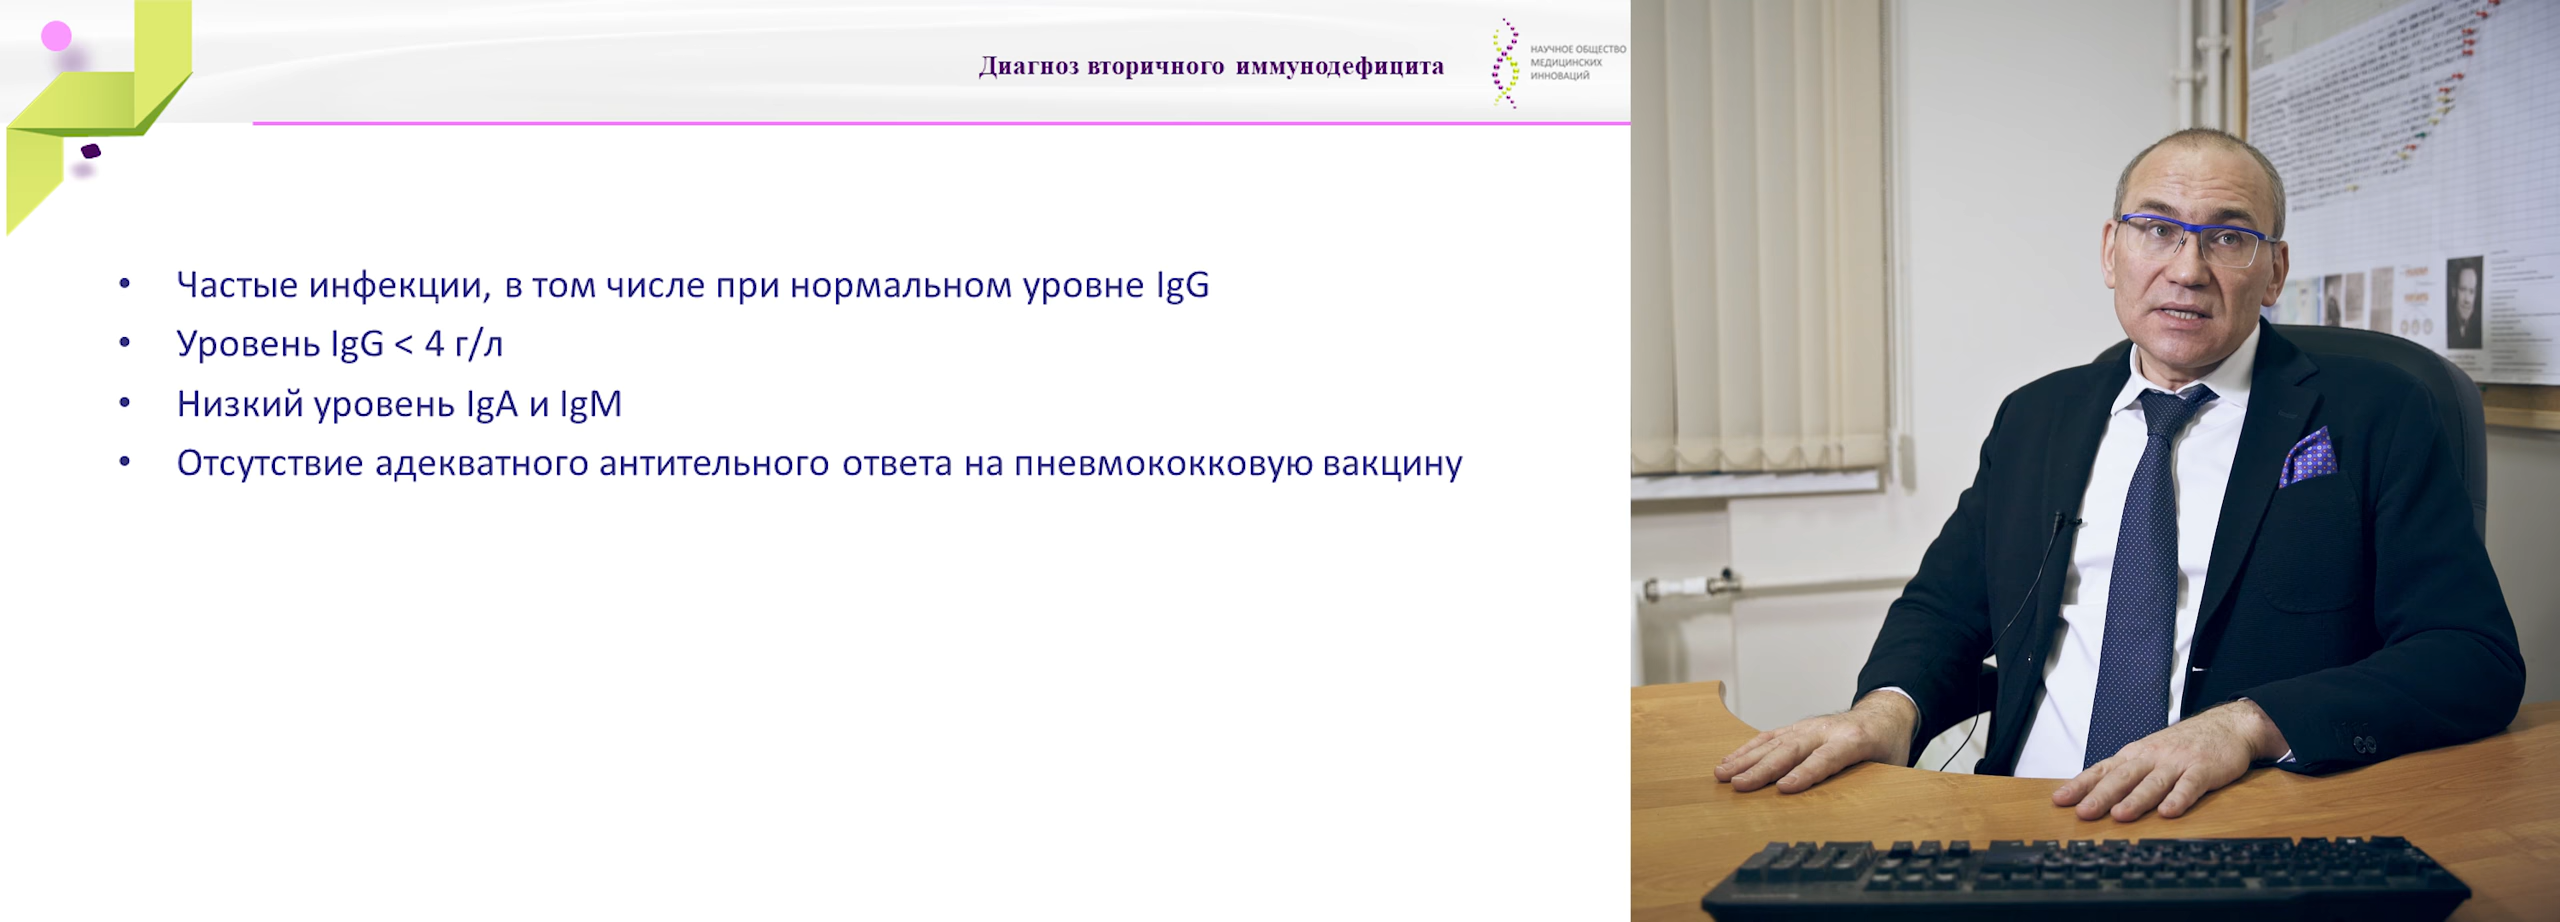 Диагноз вторичного иммунодефицита
НАУЧНОЕ ОБЩЕСТВО
МЕДИЦИНСКИХ
ИННОВАЦИЙ
• Частые инфекции, в том числе при нормальном уровне IgG
• Уровень IgG < 4 г/л
• Низкий уровень IgA и IgM
• Отсутствие адекватного антительного ответа на пневмококковую вакцину